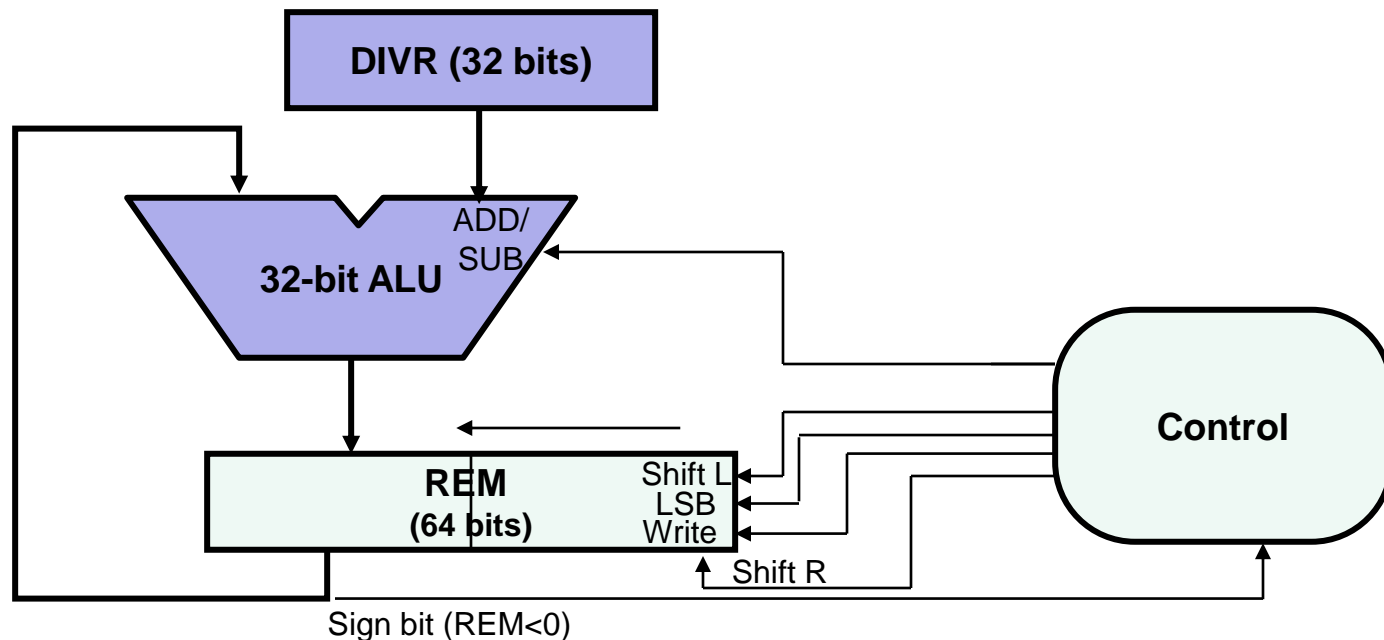 DIVR (32 bits)
ADD/
SUB
32-bit ALU
Control
REM
(64 bits)
Shift L
LSB
Write
Shift R
Sign bit (REM<0)